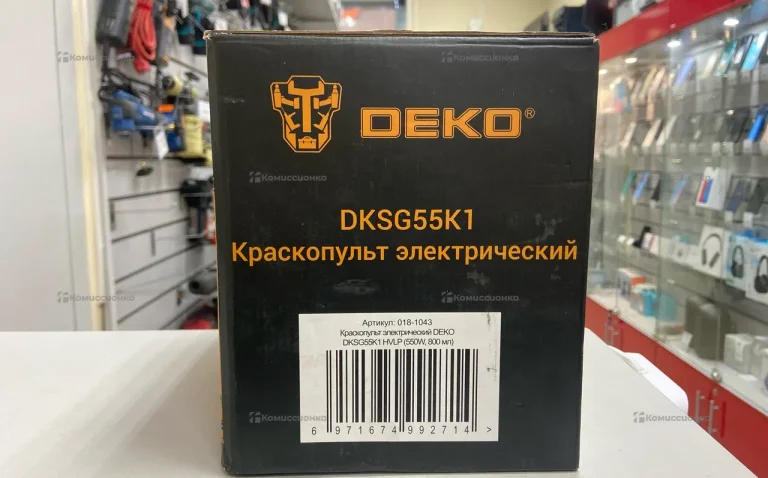 DEKO®
DKSG55K1
Краскопульт электрический
Артикул: 018-1043
Краскопульт электрический DEKO
DKSG55K1 HVLP (550W, 800 мл)
6 971674 992714 >
Комиссионка
Комиссионка
Комиссионка
Комиссионка
Комиссионка
Комиссионка
Комиссионка
Комиссионка